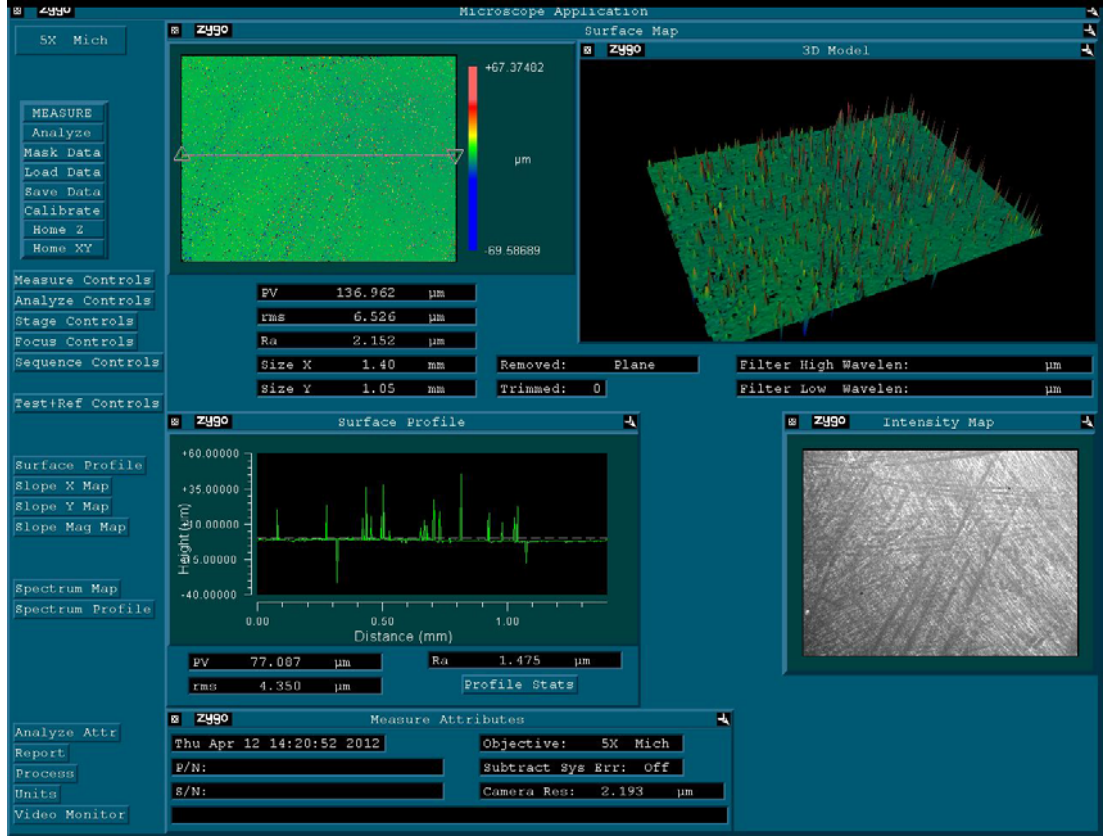 zygo Microscope Application
5X Mich
MEASURE
Analyze
Mask Data
Load Data
Save Data
Calibrate
Home Z
Home XY
Measure Controls
Analyze Controls
Stage Controls
Focus Controls
Sequence Controls
Test+Ref Controls
Surface Profile
Slope X Map
Slope Y Map
Slope Mag Map
Spectrum Map
Spectrum Profile
Analyze Attr
Report
Process
Units
Video Monitor
zygo Surface Map
+67.37402
µm
-69.58689
zygo 3D Model
PV 136.962 µm
rms 6.526 µm
Ra 2.152 µm
Size X 1.40 mm
Size Y 1.05 mm
Removed: Plane
Trimmed: 0
Filter High Wavelen: µm
Filter Low Wavelen: µm
zygo Surface Profile
+60.00000
+35.00000
+10.00000
-15.00000
-40.00000
Height (µm)
0.00 0.50 1.00
Distance (mm)
PV 77.087 µm
rms 4.350 µm
Ra 1.475 µm
Profile Stats
zygo Intensity Map
zygo Measure Attributes
Thu Apr 12 14:20:52 2012
P/N:
S/N:
Objective: 5X Mich
Subtract Sys Err: Off
Camera Res: 2.193 µm